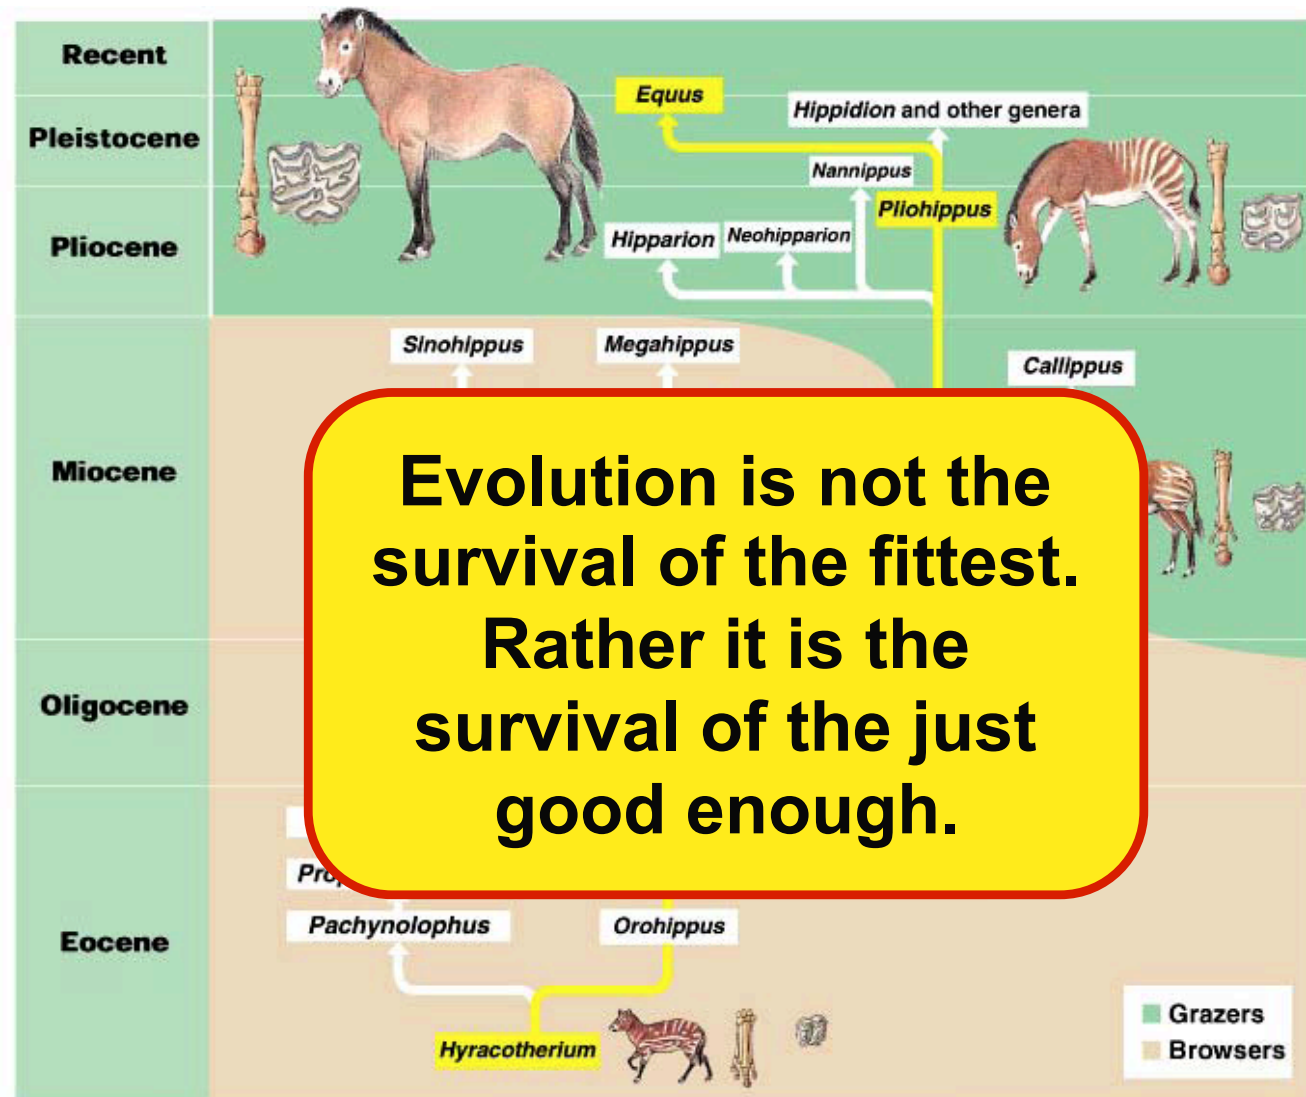 Recent
Equus
Hippidion and other genera
Pleistocene
Nannippus
Pliohippus
Pliocene
Hipparion
Neohipparion
Sinohippus
Megahippus
Callippus
Miocene
Evolution is not the
survival of the fittest.
Rather it is the
survival of the just
good enough.
Oligocene
Pachynolophus
Orohippus
Eocene
Hyracotherium
Grazers
Browsers